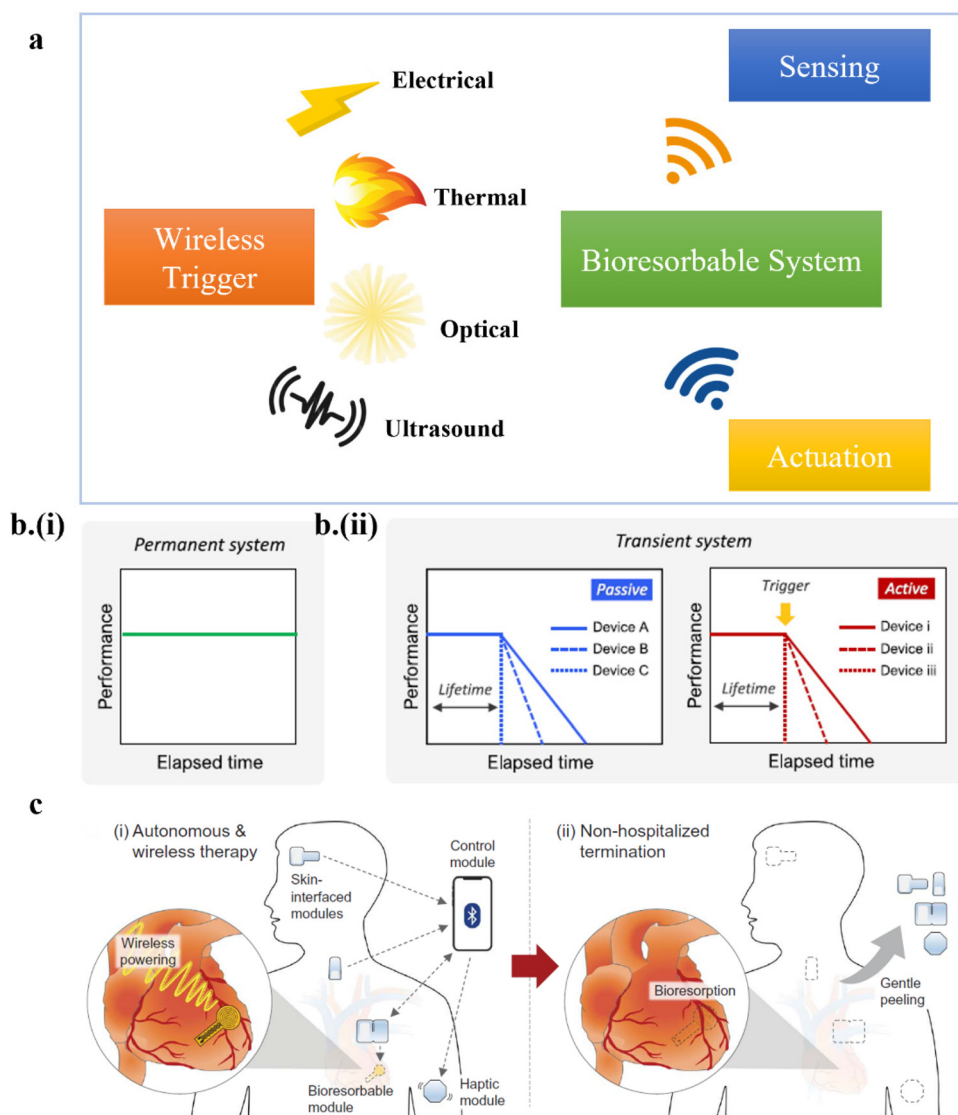 a
Electrical
Sensing
Thermal
Wireless
Trigger
Bioresorbable System
Optical
Ultrasound
Actuation
b.(i)
Permanent system
Performance
Elapsed time
b.(ii)
Transient system
Performance
Passive
Device A
Device B
Device C
Lifetime
Elapsed time
Performance
Trigger
Active
Device i
Device ii
Device iii
Lifetime
Elapsed time
c
(i) Autonomous &
wireless therapy
Skin-
interfaced modules
Control
module
Wireless
powering
Bioresorbable
module
Haptic
module
(ii) Non-hospitalized
termination
Bioresorption
Gentle
peeling